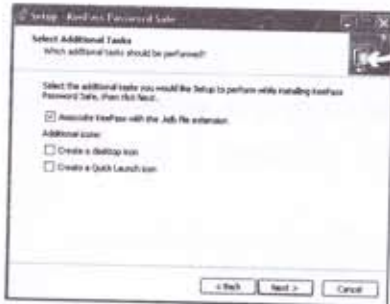 Setup - KeePass Password Safe
Select Additional Tasks
Which additional tasks should be performed?
Select the additional tasks you would like Setup to perform while installing KeePass
Password Safe, then click Next.
Associate KeePass with the .kdb file extension.
Additional icons:
Create a desktop icon
Create a Quick Launch icon
< Back
Next >
Cancel